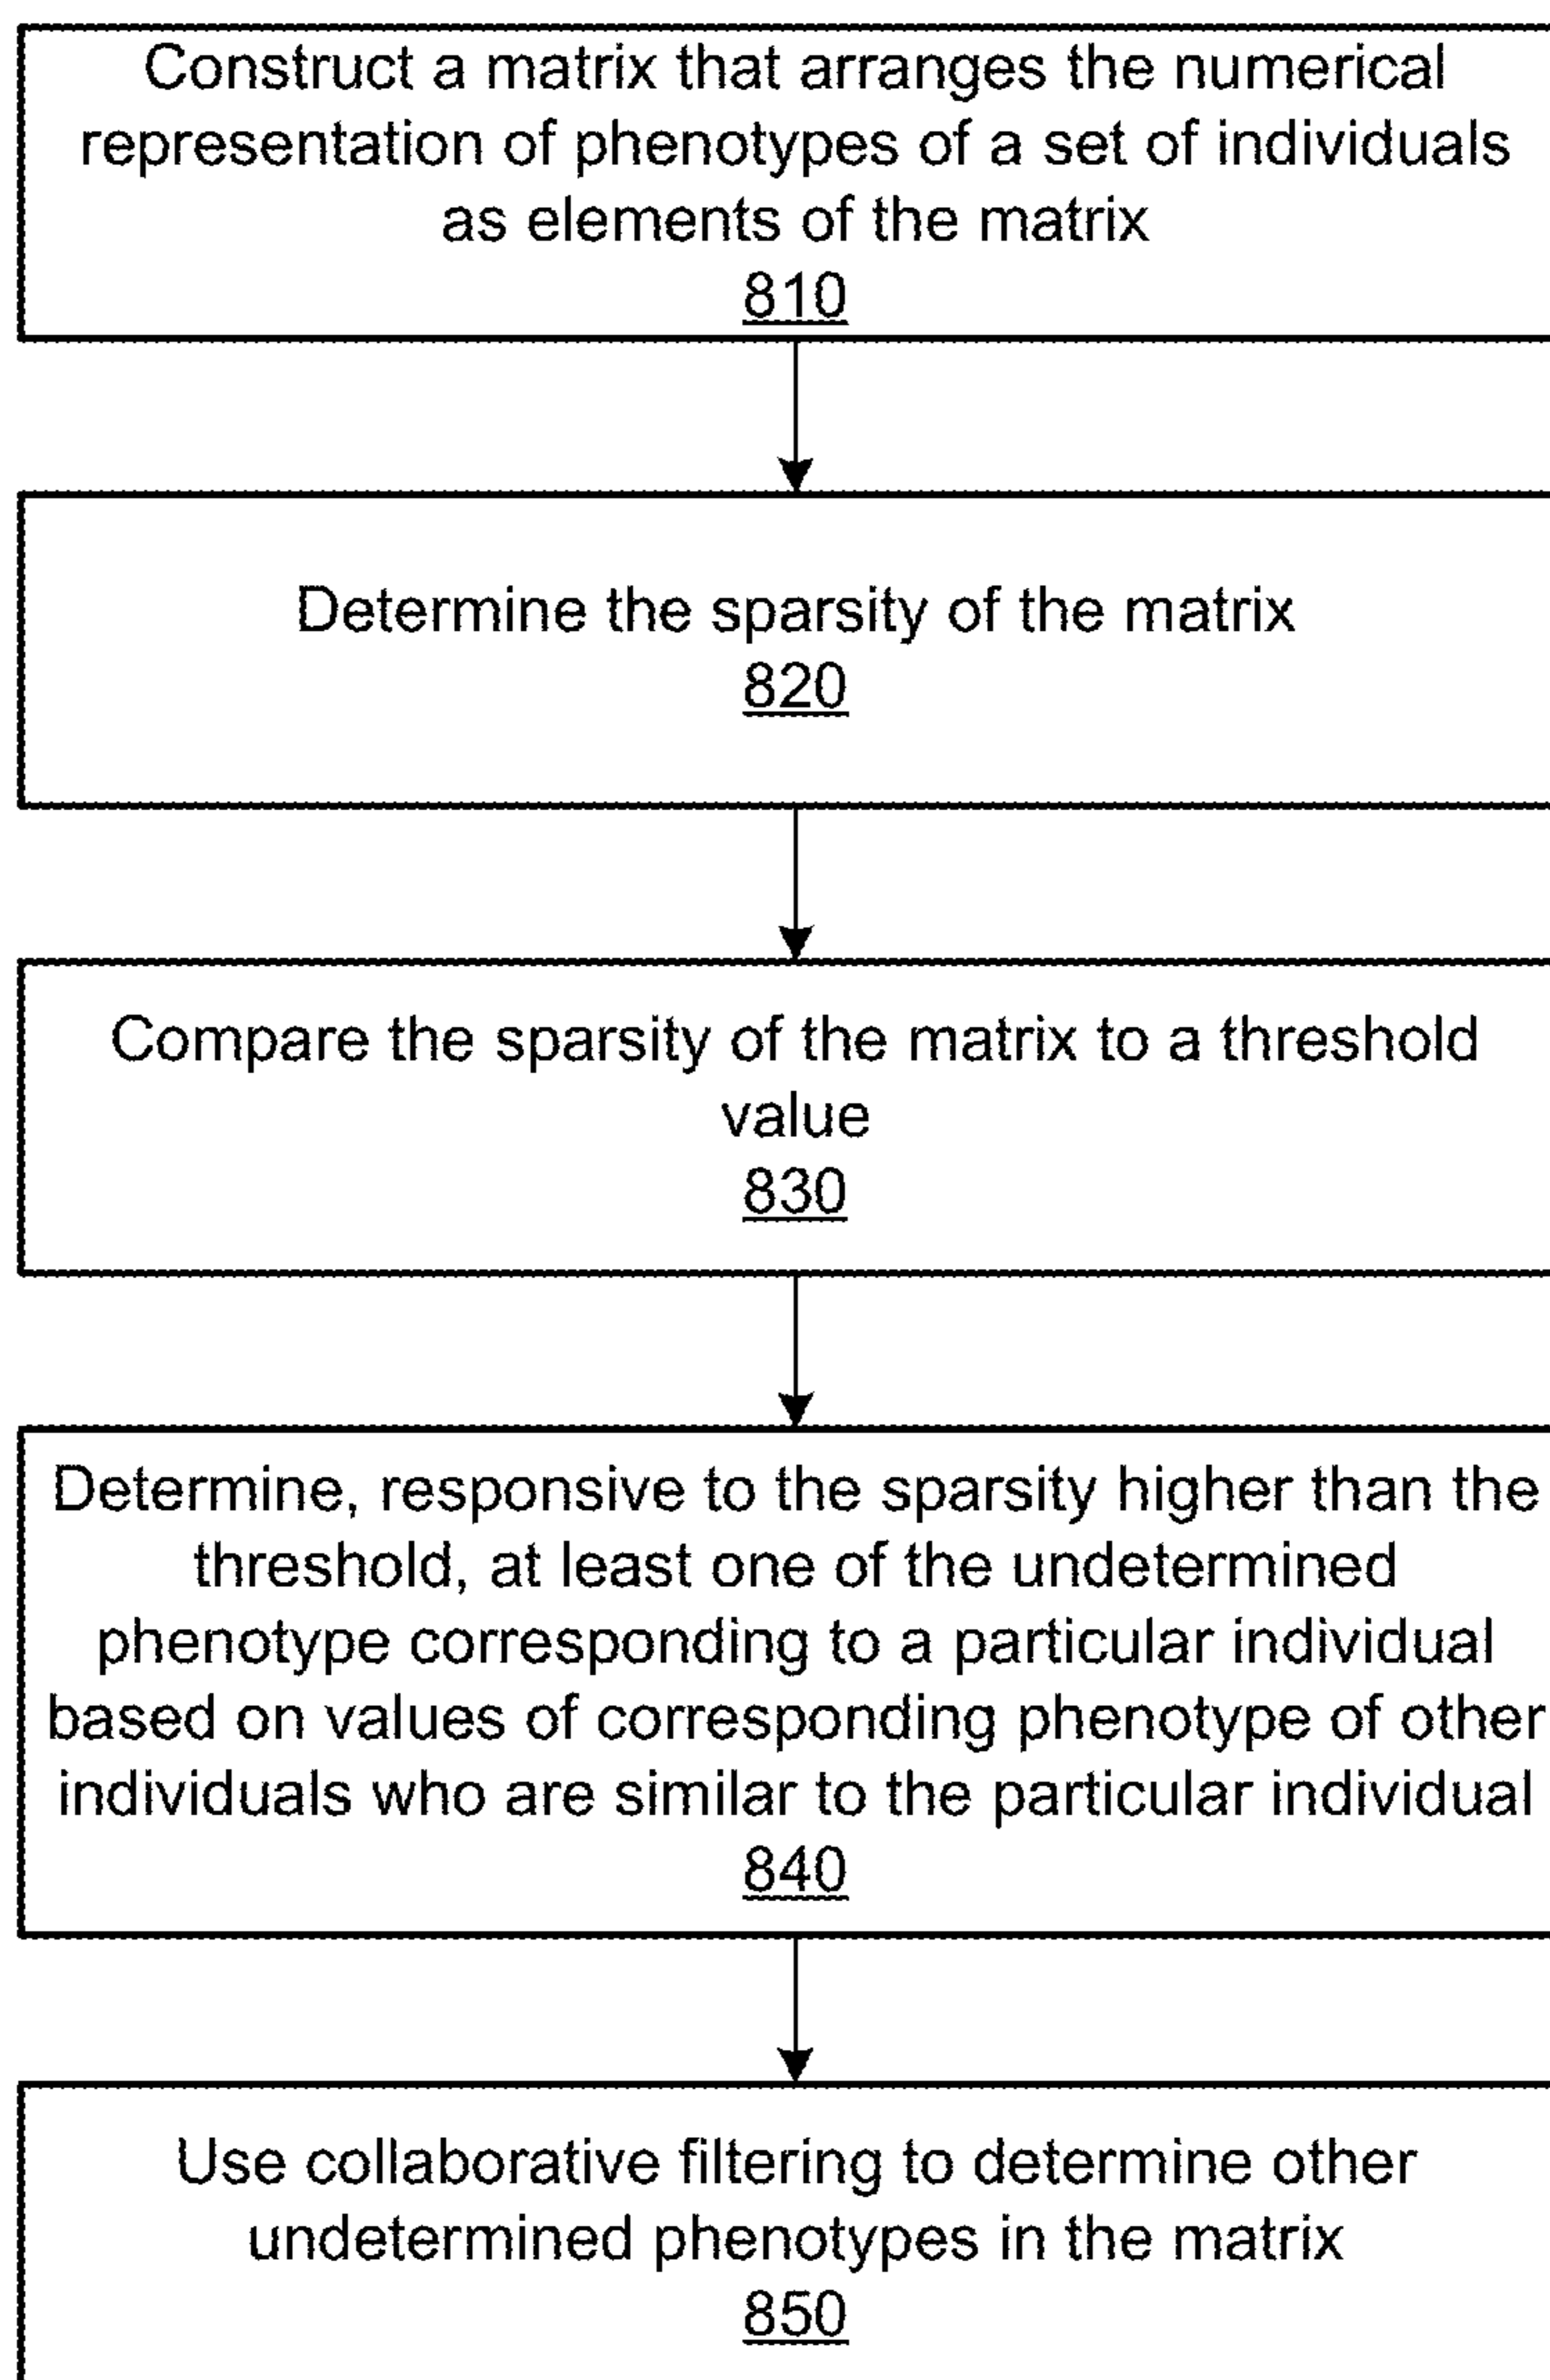 Construct a matrix that arranges the numerical
representation of phenotypes of a set of individuals
as elements of the matrix
810
Determine the sparsity of the matrix
820
Compare the sparsity of the matrix to a threshold
value
830
Determine, responsive to the sparsity higher than the
threshold, at least one of the undetermined
phenotype corresponding to a particular individual
based on values of corresponding phenotype of other
individuals who are similar to the particular individual
840
Use collaborative filtering to determine other
undetermined phenotypes in the matrix
850